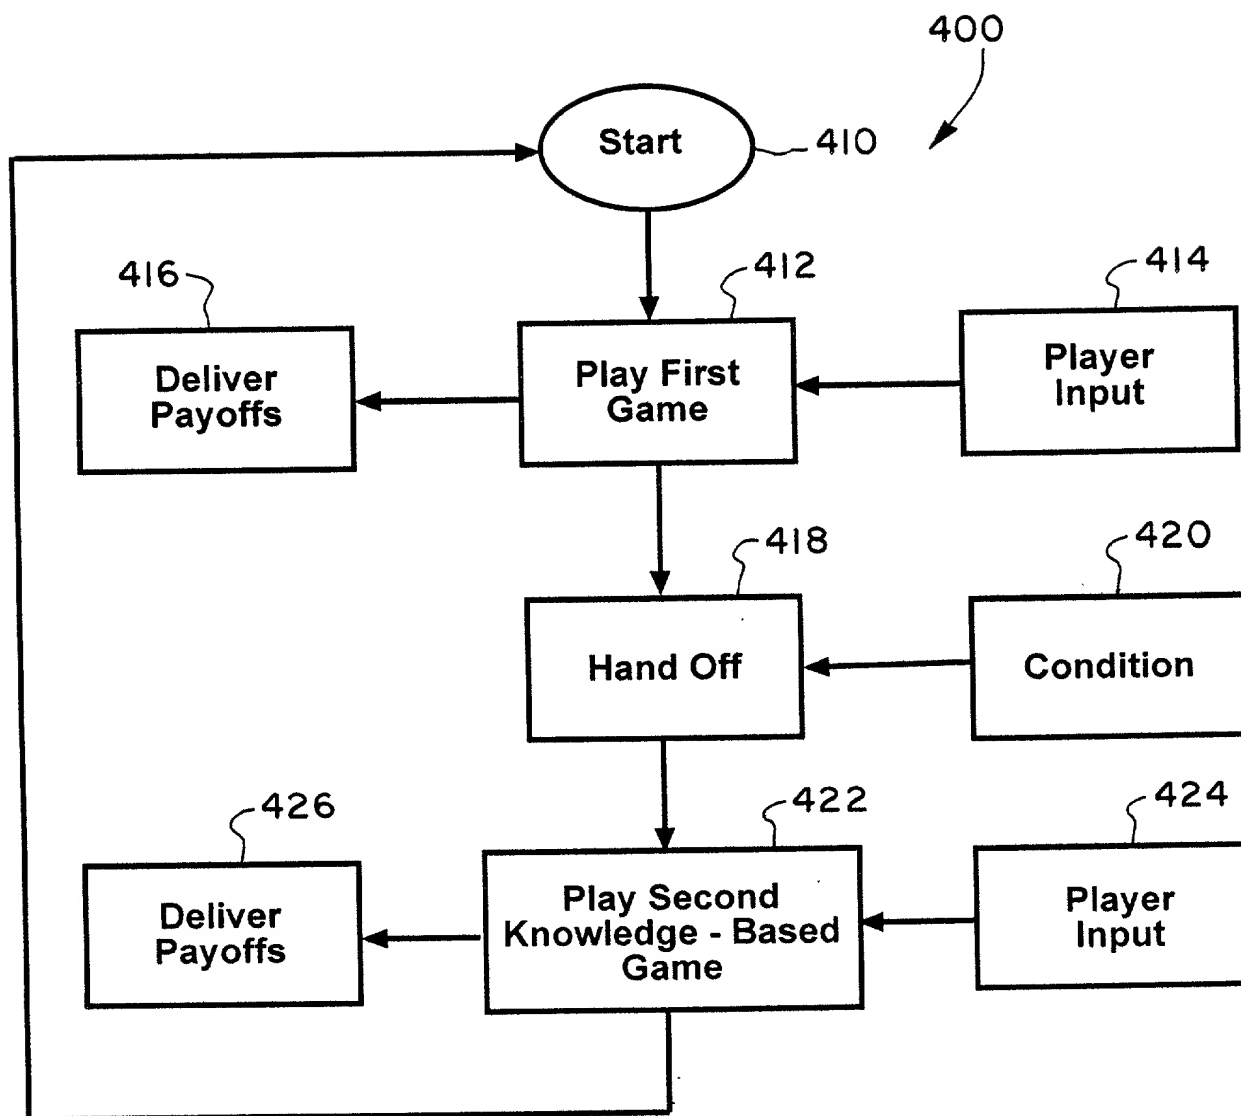 400
Start
410
416
412
414
Deliver
Payoffs
Play First
Game
Player
Input
418
420
Hand Off
Condition
426
422
424
Deliver
Payoffs
Play Second
Knowledge - Based
Game
Player
Input